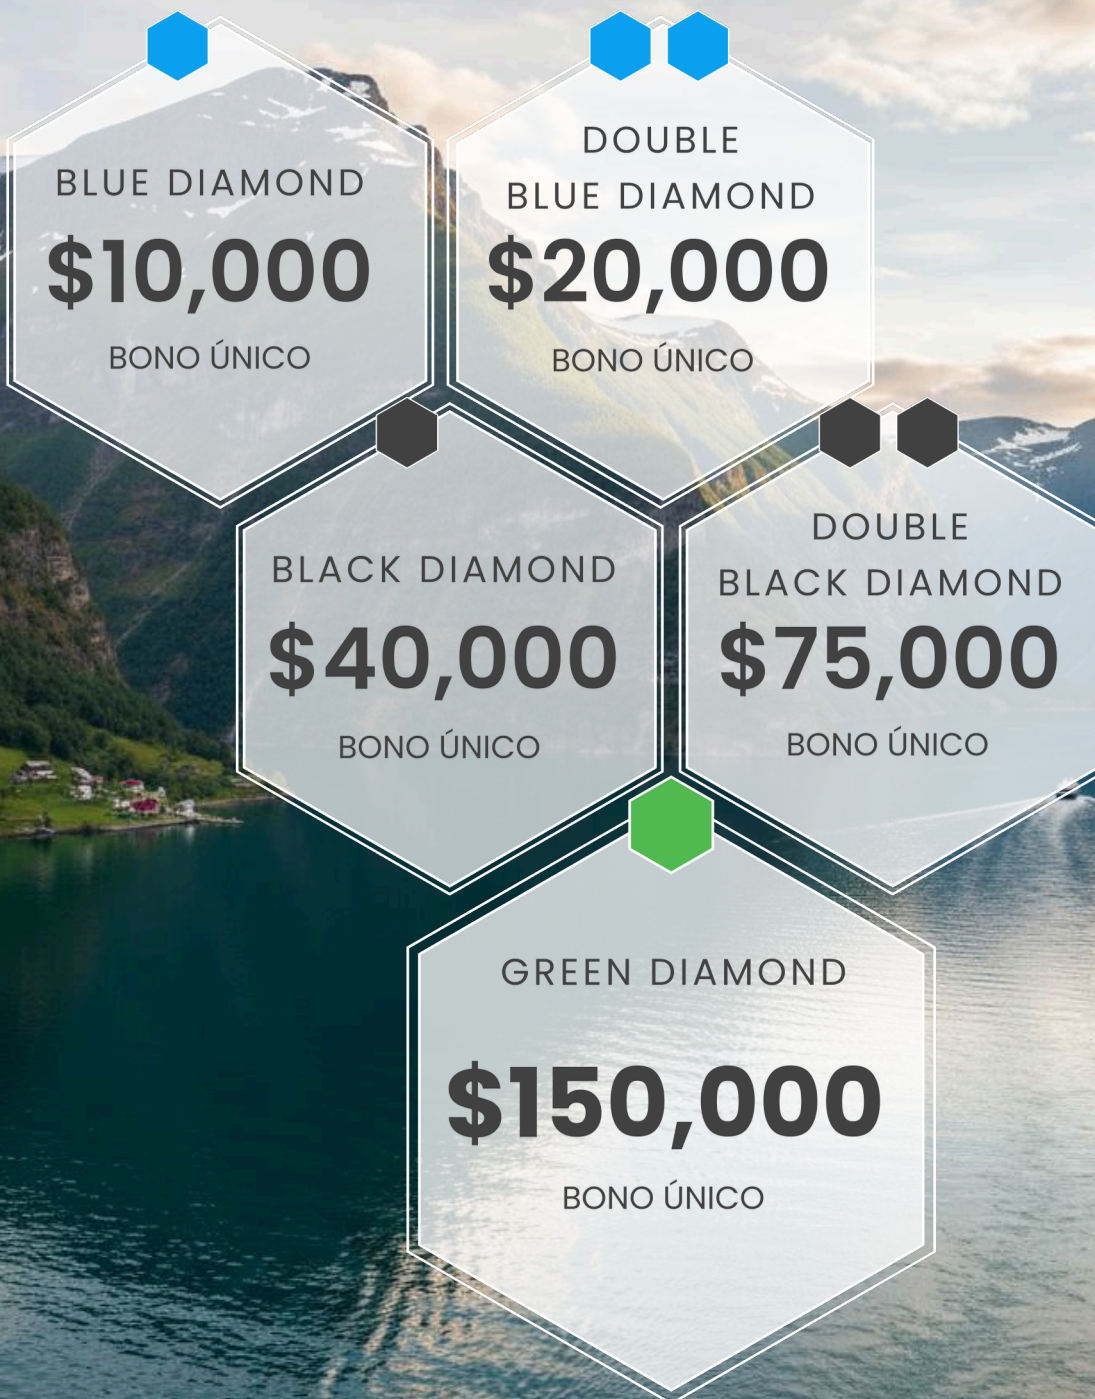 BLUE DIAMOND
$10,000
BONO ÚNICO
DOUBLE
BLUE DIAMOND
$20,000
BONO ÚNICO
BLACK DIAMOND
$40,000
BONO ÚNICO
DOUBLE
BLACK DIAMOND
$75,000
BONO ÚNICO
GREEN DIAMOND
$150,000
BONO ÚNICO